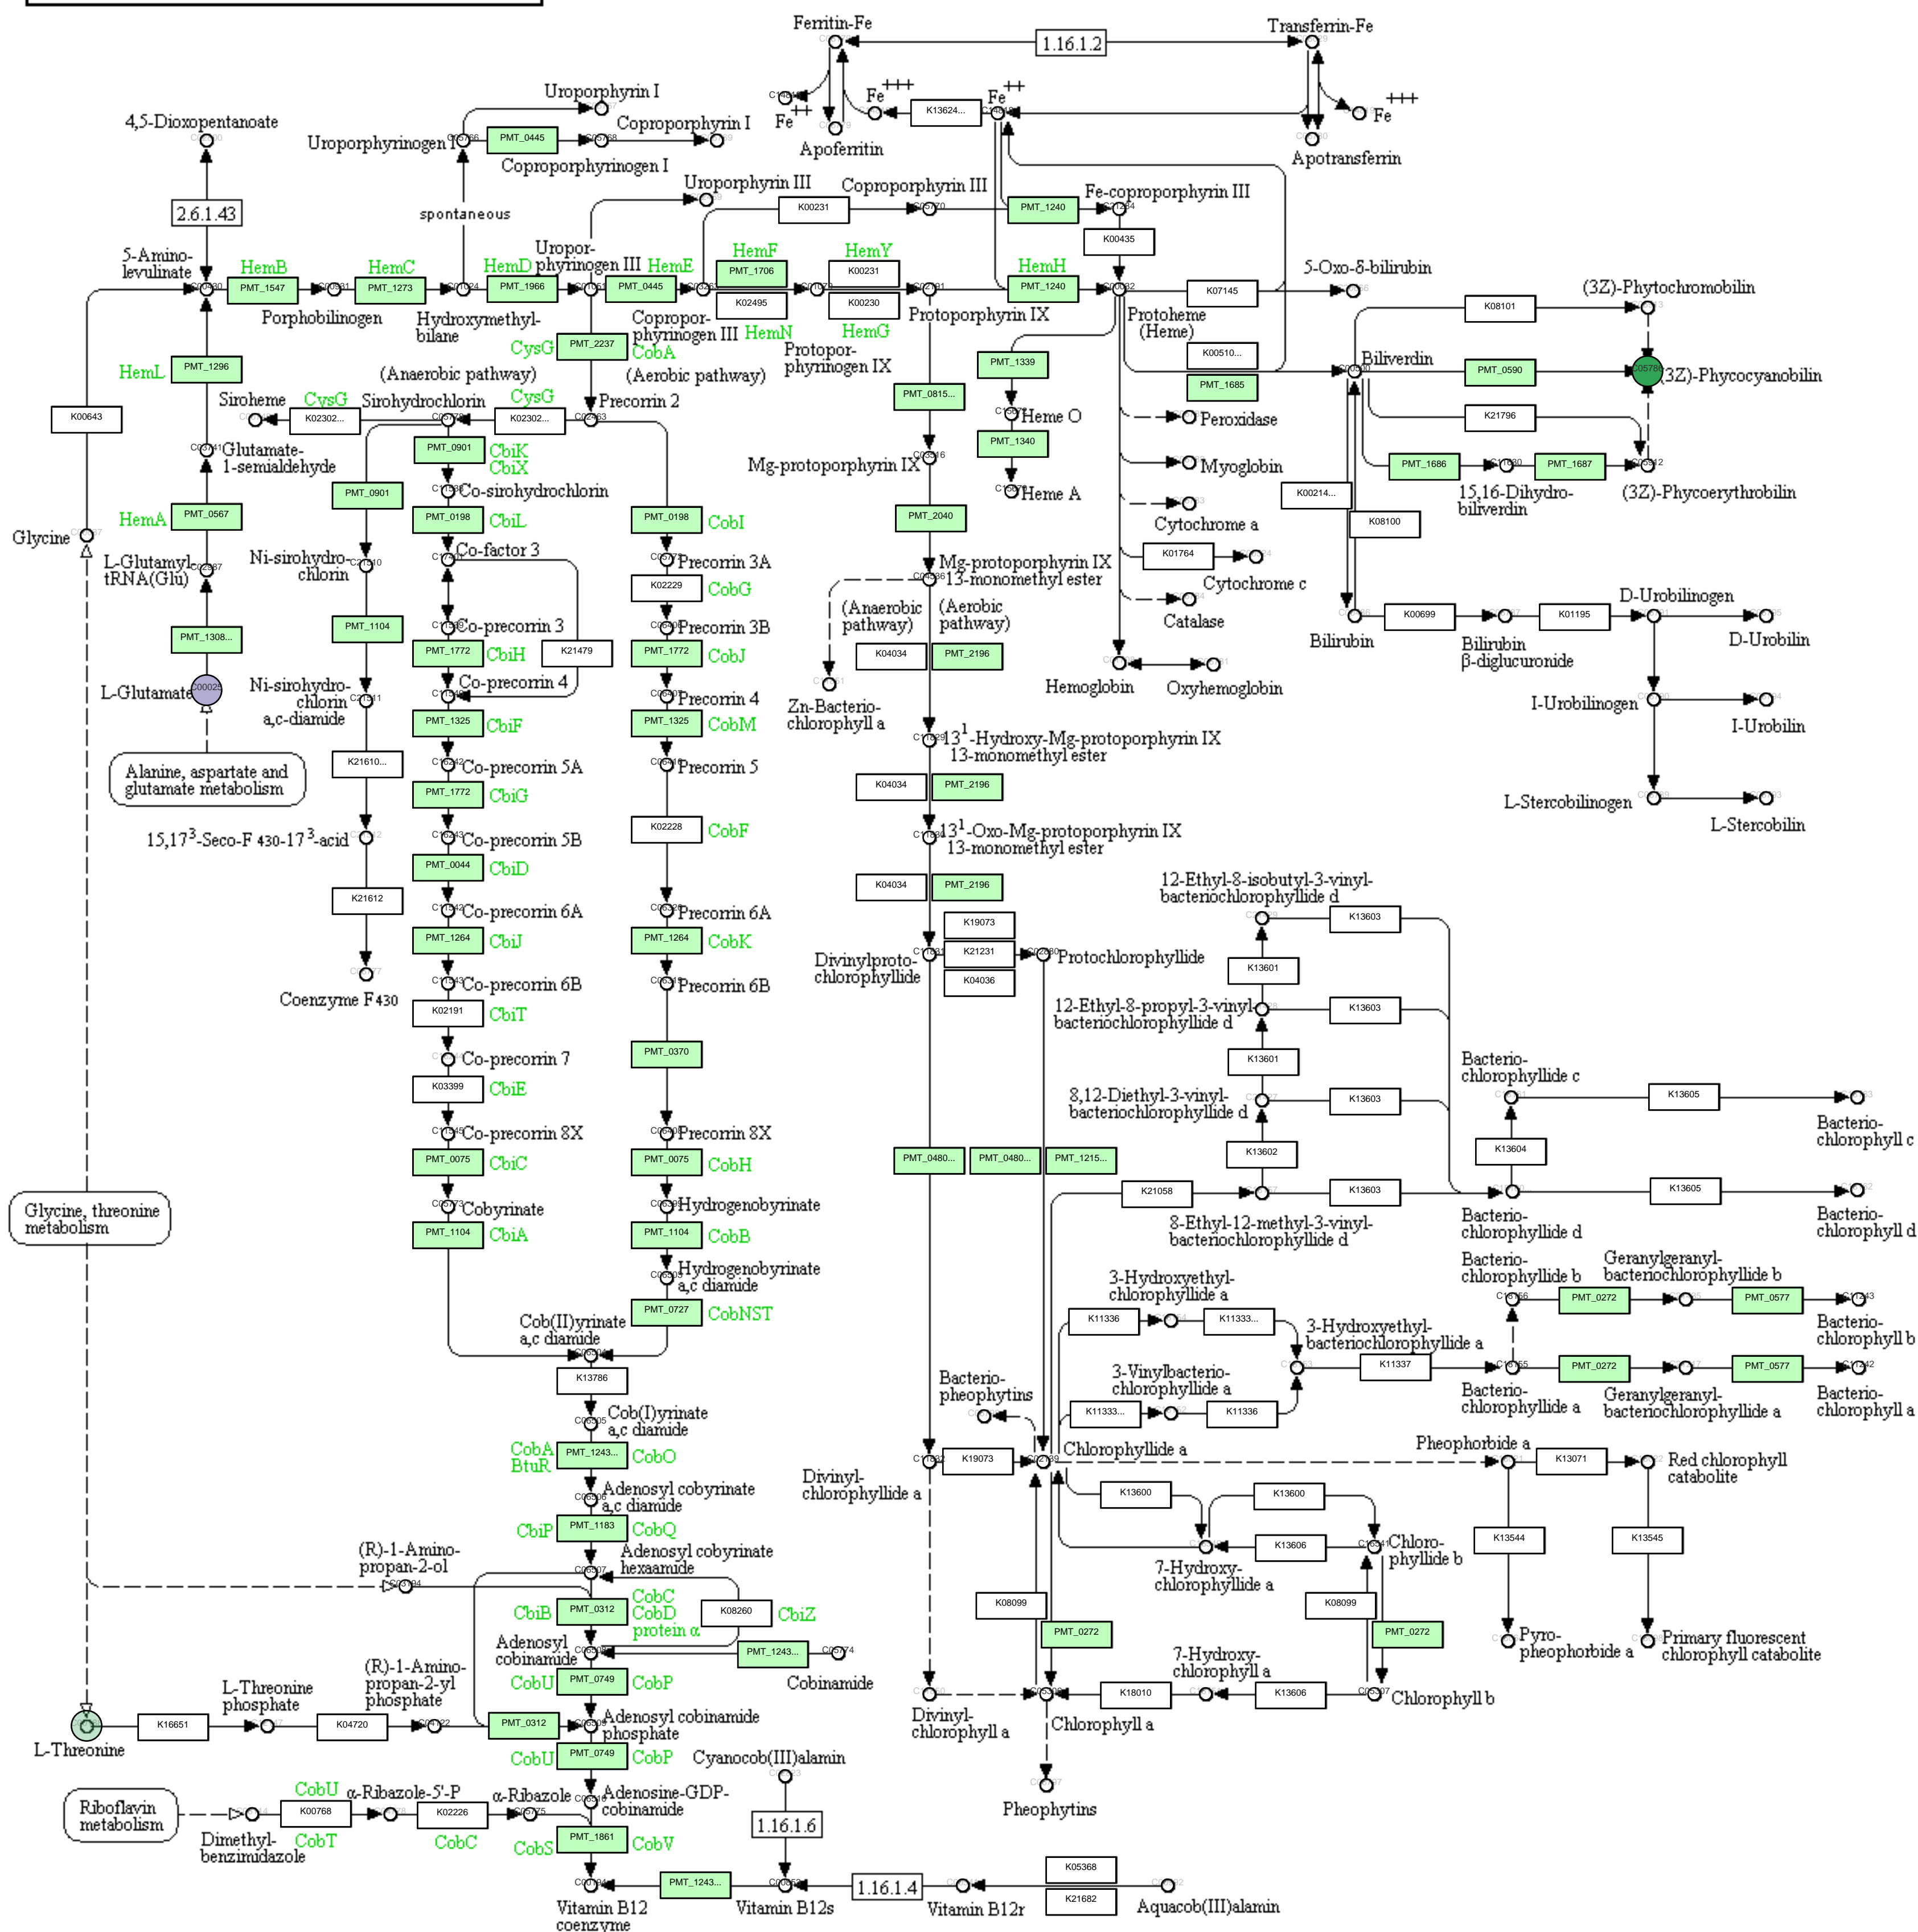 Ferritin-Fe
1.16.1.2
Transferrin-Fe
Fe
++
Fe
+++
K13624...
Fe
++
Fe
+++
Apoferritin
Apotransferrin
4,5-Dioxopentanoate
Uroporphyrin I
Uroporphyrinogen I
PMT_0445
Coproporphyrin I
Coproporphyrinogen I
2.6.1.43
spontaneous
Uroporphyrin III
Coproporphyrin III
K00231
PMT_1240
Fe-coproporphyrin III
K00435
5-Amino-
levulinate
HemB
PMT_1547
Porphobilinogen
HemC
PMT_1273
Hydroxymethyl-
bilane
HemD
PMT_1966
Uropor-
phyrinogen III
HemE
PMT_0445
Copropor-
phyrinogen III
HemF
PMT_1706
K02495
HemN
HemY
K00231
K00230
HemG
Protopor-
phyrinogen IX
Protoporphyrin IX
HemH
PMT_1240
Protoheme
(Heme)
K07145
5-Oxo-δ-bilirubin
K00510...
PMT_1685
Biliverdin
K08101
(3Z)-Phytochromobilin
PMT_0590
C05786
(3Z)-Phycocyanobilin
K21796
PMT_1686
PMT_1687
15,16-Dihydro-
biliverdin
(3Z)-Phycoerythrobilin
K00214...
K08100
Bilirubin
K00699
Bilirubin
β-diglucuronide
K01195
D-Urobilinogen
D-Urobilin
I-Urobilinogen
I-Urobilin
L-Stercobilinogen
L-Stercobilin
CysG
PMT_2237
CobA
(Anaerobic pathway)
(Aerobic pathway)
HemL
PMT_1296
K00643
Siroheme
CysG
K02302...
Sirohydrochlorin
CysG
K02302...
Precorrin 2
Glutamate-
1-semialdehyde
HemA
PMT_0567
Glycine
L-Glutamyl-
tRNA(Glu)
PMT_1308...
L-Glutamate
C00025
Alanine, aspartate and
glutamate metabolism
PMT_0901
Ni-sirohydro-
chlorin
PMT_1104
Ni-sirohydro-
chlorin
a,c-diamide
K21610...
15,17³-Seco-F 430-17³-acid
K21612
Coenzyme F430
PMT_0901
CbiK
CbiX
Co-sirohydrochlorin
PMT_0198
CbiL
Co-factor 3
Co-precorrin 3
PMT_1772
CbiH
K21479
Co-precorrin 4
PMT_1325
CbiF
Co-precorrin 5A
PMT_1772
CbiG
Co-precorrin 5B
PMT_0044
CbiD
Co-precorrin 6A
PMT_1264
CbiJ
Co-precorrin 6B
K02191
CbiT
Co-precorrin 7
K03399
CbiE
Co-precorrin 8X
PMT_0075
CbiC
Cobyrinate
PMT_1104
CbiA
PMT_0198
CobI
Precorrin 3A
K02229
CobG
Precorrin 3B
PMT_1772
CobJ
Precorrin 4
PMT_1325
CobM
Precorrin 5
K02228
CobF
Precorrin 6A
PMT_1264
CobK
Precorrin 6B
PMT_0370
Precorrin 8X
PMT_0075
CobH
Hydrogenobyrinate
PMT_1104
CobB
Hydrogenobyrinate
a,c diamide
PMT_0727
CobNST
Cob(II)yrinate
a,c diamide
K13786
Cob(I)yrinate
a,c diamide
CobA
BtuR
PMT_1243...
CobO
Adenosyl cobyrinate
a,c diamide
CbiP
PMT_1183
CobQ
Adenosyl cobyrinate
hexaamide
(R)-1-Amino-
propan-2-ol
CbiB
PMT_0312
CobC
CobD
protein α
K08260
CbiZ
Adenosyl
cobinamide
PMT_1243...
Cobinamide
CobU
PMT_0749
CobP
Glycine, threonine
metabolism
L-Threonine
K16651
L-Threonine
phosphate
K04720
(R)-1-Amino-
propan-2-yl
phosphate
PMT_0312
Adenosyl cobinamide
phosphate
CobU
PMT_0749
CobP
Adenosine-GDP-
cobinamide
Riboflavin
metabolism
Dimethyl-
benzimidazole
CobU
K00768
CobT
α-Ribazole-5'-P
K02226
CobC
α-Ribazole
CobS
PMT_1861
CobV
Vitamin B12
coenzyme
PMT_1243...
Cyanocob(III)alamin
1.16.1.6
Vitamin B12s
1.16.1.4
Vitamin B12r
K05368
K21682
Aquacob(III)alamin
PMT_1339
Heme O
PMT_1340
Heme A
Peroxidase
Myoglobin
Cytochrome a
K01764
Cytochrome c
Catalase
Hemoglobin
Oxyhemoglobin
PMT_0815...
Mg-protoporphyrin IX
PMT_2040
Mg-protoporphyrin IX
13-monomethyl ester
(Anaerobic
pathway)
(Aerobic
pathway)
Zn-Bacterio-
chlorophyll a
K04034
PMT_2196
13¹-Hydroxy-Mg-protoporphyrin IX
13-monomethyl ester
K04034
PMT_2196
13¹-Oxo-Mg-protoporphyrin IX
13-monomethyl ester
K04034
PMT_2196
Divinylproto-
chlorophyllide
K19073
K21231
K04036
Protochlorophyllide
PMT_0480...
PMT_0480...
PMT_1215...
12-Ethyl-8-isobutyl-3-vinyl-
bacteriochlorophyllide d
K13603
K13601
12-Ethyl-8-propyl-3-vinyl-
bacteriochlorophyllide d
K13603
K13601
8,12-Diethyl-3-vinyl-
bacteriochlorophyllide d
K13603
K13602
K21058
8-Ethyl-12-methyl-3-vinyl-
bacteriochlorophyllide d
K13603
Bacterio-
chlorophyllide c
K13605
Bacterio-
chlorophyll c
K13604
Bacterio-
chlorophyllide d
K13605
Bacterio-
chlorophyll d
Bacterio-
chlorophyllide b
PMT_0272
Geranylgeranyl-
bacteriochlorophyllide b
PMT_0577
Bacterio-
chlorophyll b
3-Hydroxyethyl-
chlorophyllide a
K11336
K11333...
3-Hydroxyethyl-
bacteriochlorophyllide a
K11337
Bacterio-
chlorophyllide a
PMT_0272
Geranylgeranyl-
bacteriochlorophyllide a
PMT_0577
Bacterio-
chlorophyll a
3-Vinylbacterio-
chlorophyllide a
K11333...
K11336
Bacterio-
pheophytins
Divinyl-
chlorophyllide a
K19073
Chlorophyllide a
Pheophorbide a
K13071
Red chlorophyll
catabolite
K13600
K13600
K13606
7-Hydroxy-
chlorophyllide a
Chloro-
phyllide b
K13544
K13545
Pyro-
pheophorbide a
Primary fluorescent
chlorophyll catabolite
K08099
PMT_0272
K08099
PMT_0272
Divinyl-
chlorophyll a
Chlorophyll a
K18010
7-Hydroxy-
chlorophyll a
K13606
Chlorophyll b
Pheophytins